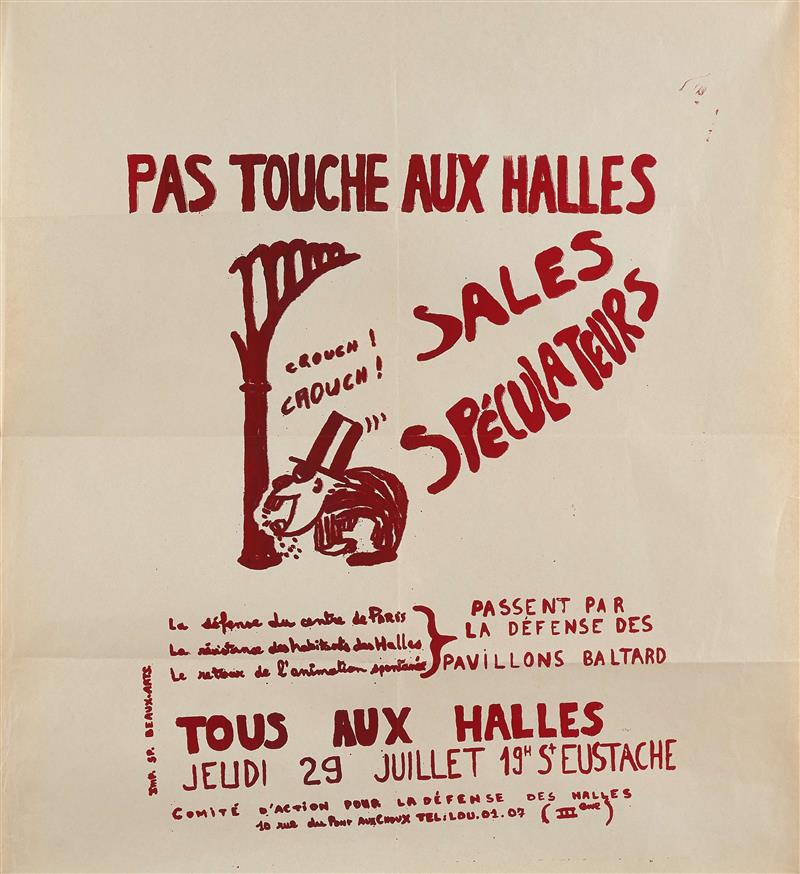 PAS TOUCHE AUX HALLES
SALES
SPÉCULATEURS
CROUCH !
CROUCH !
La défense du centre de PARIS
La résistance des habitants des Halles
Le retour de l'animation spontanée
PASSENT PAR
LA DÉFENSE DES
PAVILLONS BALTARD
TOUS AUX HALLES
JEUDI 29 JUILLET 19H St EUSTACHE
COMITÉ D'ACTION POUR LA DÉFENSE DES HALLES
10 rue du PONT AUX CHOUX TEL: LOU.01.07 (IIIème)
IMP. SP. BEAUX-ARTS.